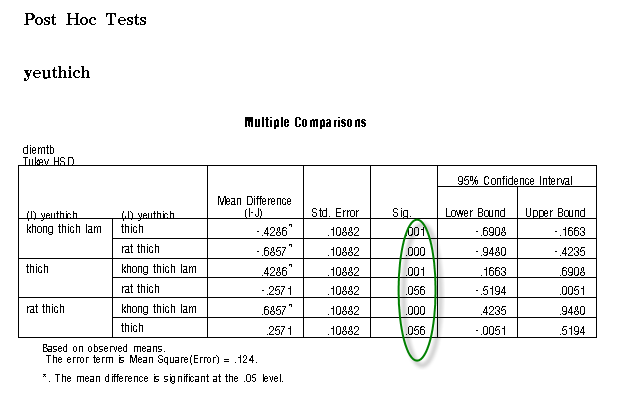 Post Hoc Tests
yeuthich
Multiple Comparisons
diemtb
Tukey HSD
95% Confidence Interval
Mean Difference
(I) yeuthich (J) yeuthich (I-J) Std. Error Sig. Lower Bound Upper Bound
khong thich lam thich -.4286* .10882 .001 -.6908 -.1663
rat thich -.6857* .10882 .000 -.9480 -.4235
thich khong thich lam .4286* .10882 .001 .1663 .6908
rat thich -.2571 .10882 .056 -.5194 .0051
rat thich khong thich lam .6857* .10882 .000 .4235 .9480
thich .2571 .10882 .056 -.0051 .5194
Based on observed means.
The error term is Mean Square(Error) = .124.
*. The mean difference is significant at the .05 level.